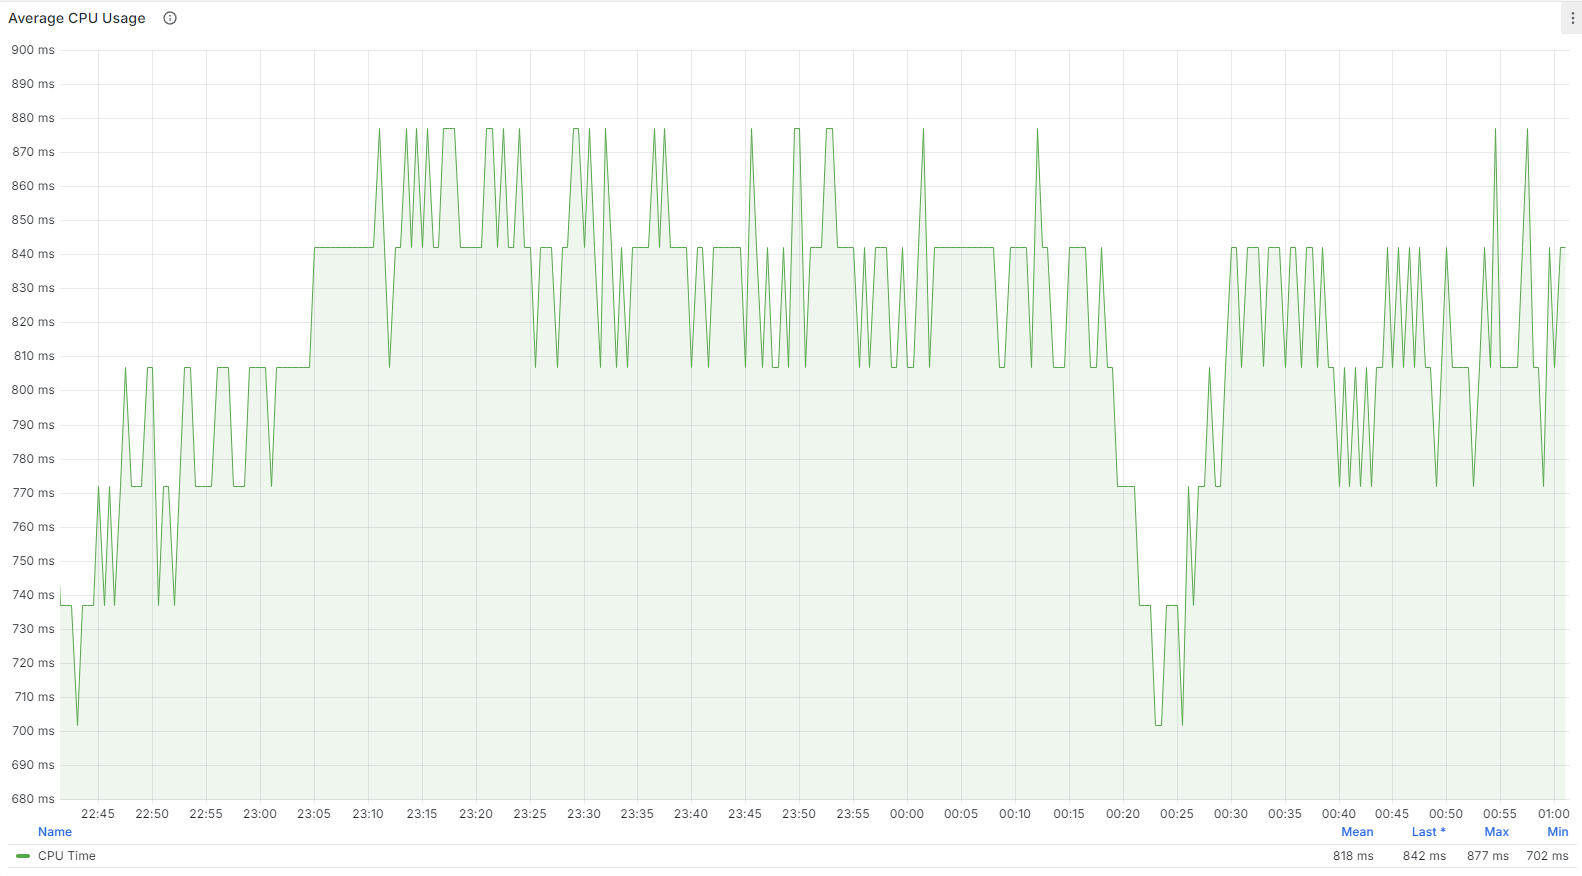 Average CPU Usage
900 ms
890 ms
880 ms
870 ms
860 ms
850 ms
840 ms
830 ms
820 ms
810 ms
800 ms
790 ms
780 ms
770 ms
760 ms
750 ms
740 ms
730 ms
720 ms
710 ms
700 ms
690 ms
680 ms
22:45 22:50 22:55 23:00 23:05 23:10 23:15 23:20 23:25 23:30 23:35 23:40 23:45 23:50 23:55 00:00 00:05 00:10 00:15 00:20 00:25 00:30 00:35 00:40 00:45 00:50 00:55 01:00
Name Mean Last * Max Min
CPU Time 818 ms 842 ms 877 ms 702 ms